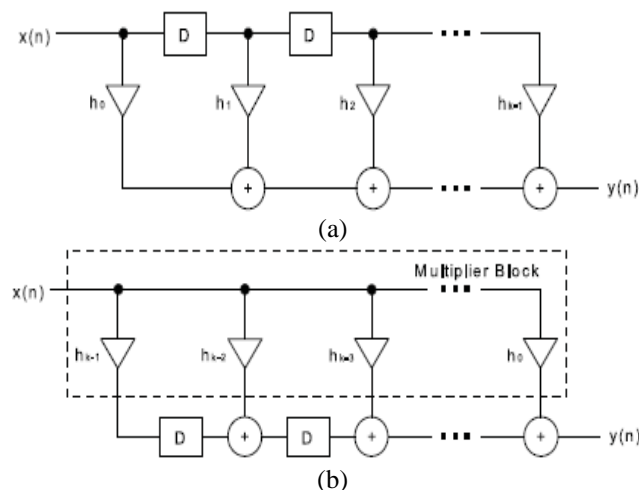 x(n) D D
h0 h1 h2 hk=1
+ + + y(n)
(a)
Multiplier Block
x(n)
hk-1 hk=2 hk=3 h0
D + D + + y(n)
(b)